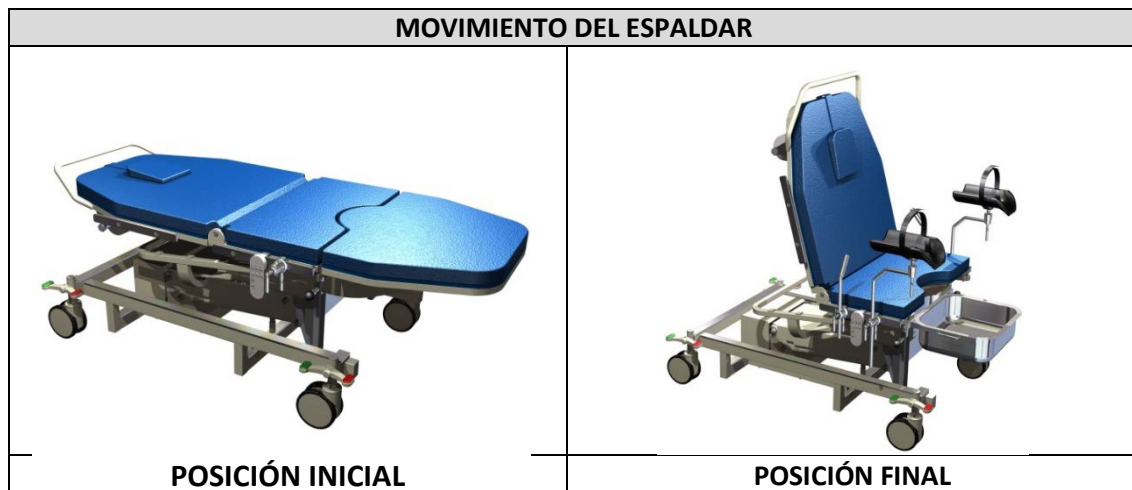 MOVIMIENTO DEL ESPALDAR
POSICIÓN INICIAL
POSICIÓN FINAL